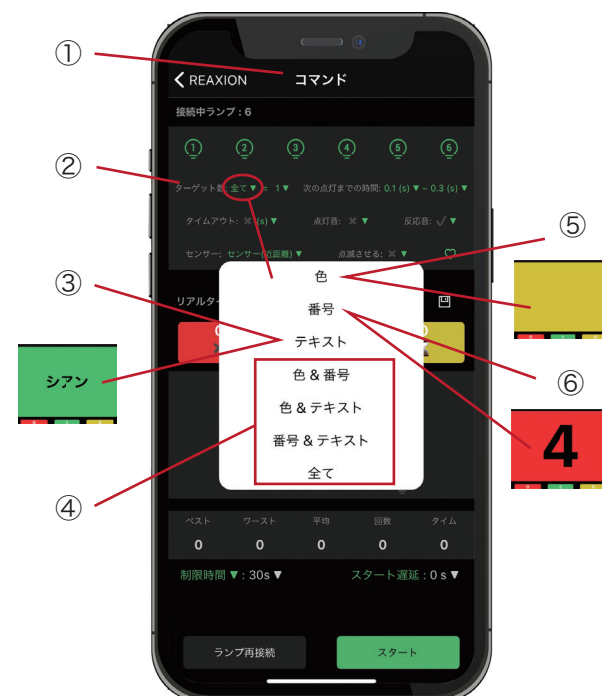 ①
REAXION コマンド
接続中ランプ : 6
1 2 3 4 5 6
②
ターゲット数: 全て ▼ = 1 ▼ 次の点灯までの時間: 0.1 (s) ▼ ~ 0.3 (s) ▼
タイムアウト: × (s) ▼ 点灯音: × ▼ 反応音: ✓ ▼
センサー: センサー(近距離) ▼ 点滅させる: × ▼
⑤
色
③
番号
リアルタ
テキスト
シアン
⑥
色 & 番号
色 & テキスト
4
番号 & テキスト
全て
④
ベスト ワースト 平均 回数 タイム
0 0 0 0 0
制限時間 ▼ : 30s ▼ スタート遅延 : 0 s ▼
ランプ再接続 スタート